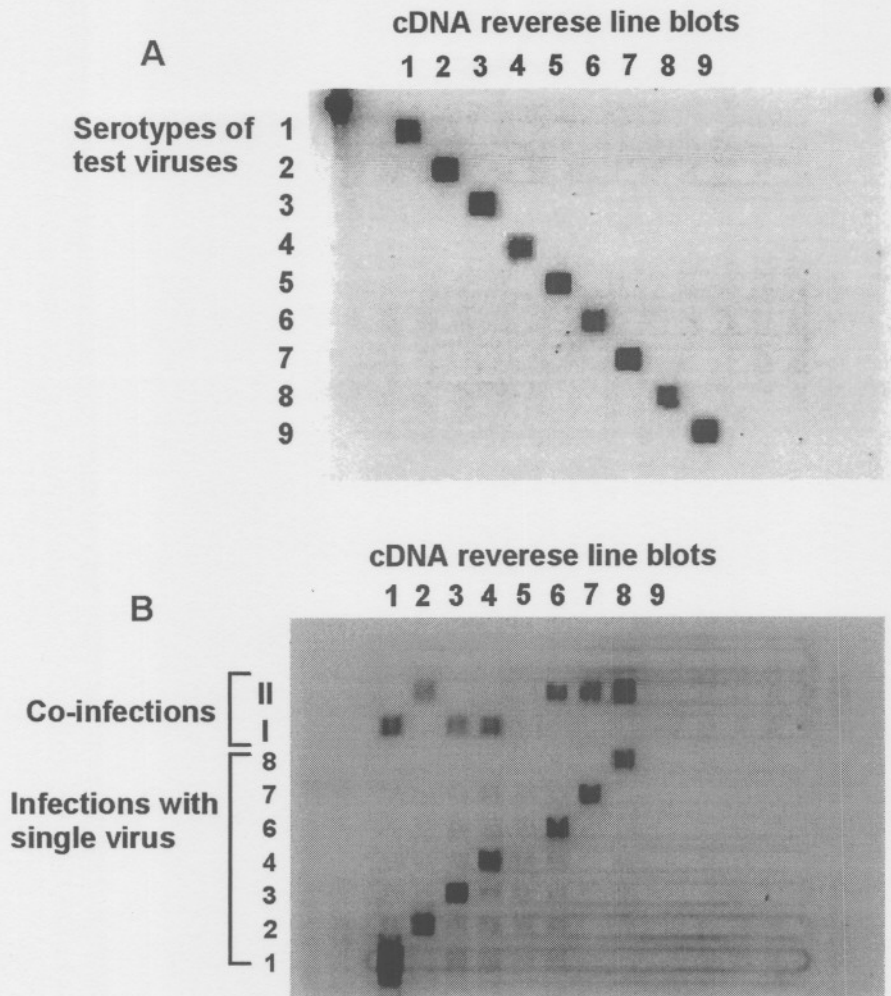 cDNA reverese line blots
A
1 2 3 4 5 6 7 8 9
Serotypes of
test viruses
1
2
3
4
5
6
7
8
9
cDNA reverese line blots
B
1 2 3 4 5 6 7 8 9
Co-infections
II
I
Infections with
single virus
8
7
6
4
3
2
1